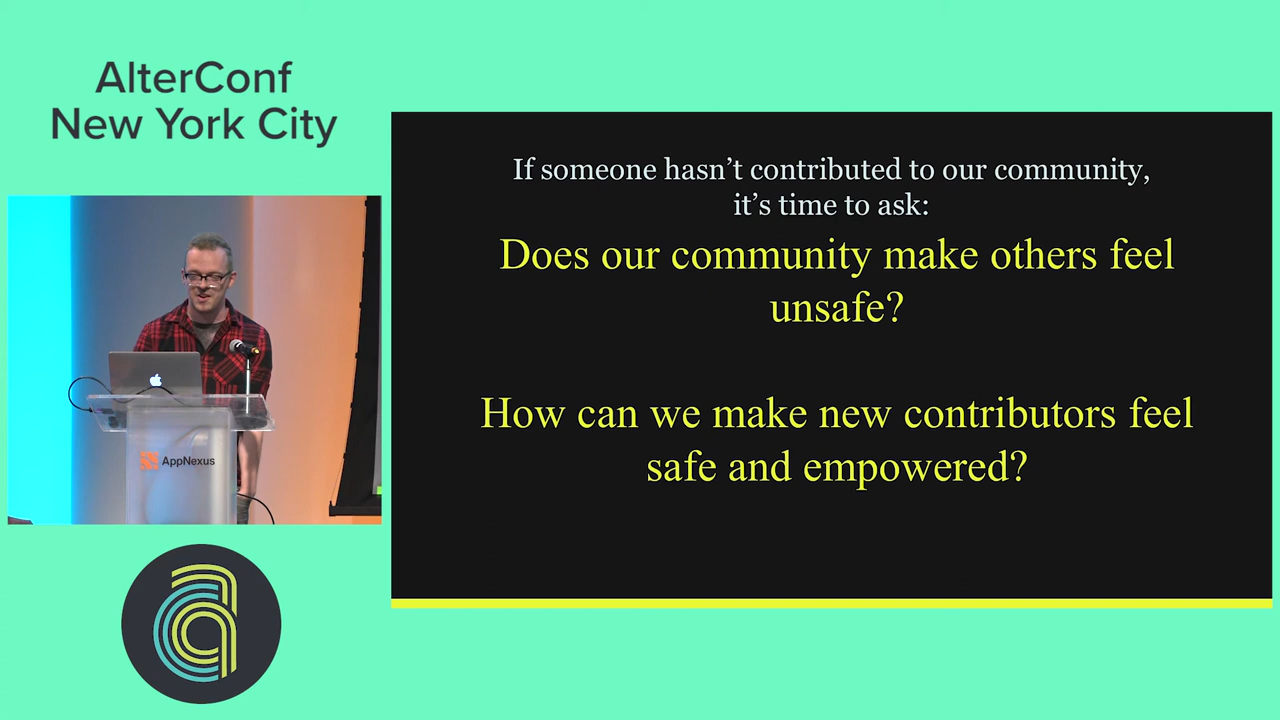 AlterConf
New York City
If someone hasn’t contributed to our community,
it’s time to ask:
Does our community make others feel
unsafe?
How can we make new contributors feel
safe and empowered?
AppNexus